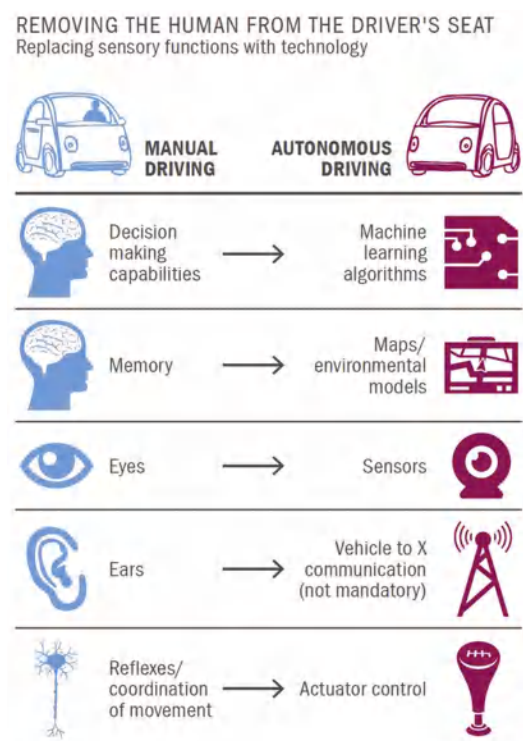 REMOVING THE HUMAN FROM THE DRIVER'S SEAT
Replacing sensory functions with technology
MANUAL
DRIVING
AUTONOMOUS
DRIVING
Decision
making
capabilities
Machine
learning
algorithms
Memory
Maps/
environmental
models
Eyes
Sensors
Ears
Vehicle to X
communication
(not mandatory)
Reflexes/
coordination
of movement
Actuator control